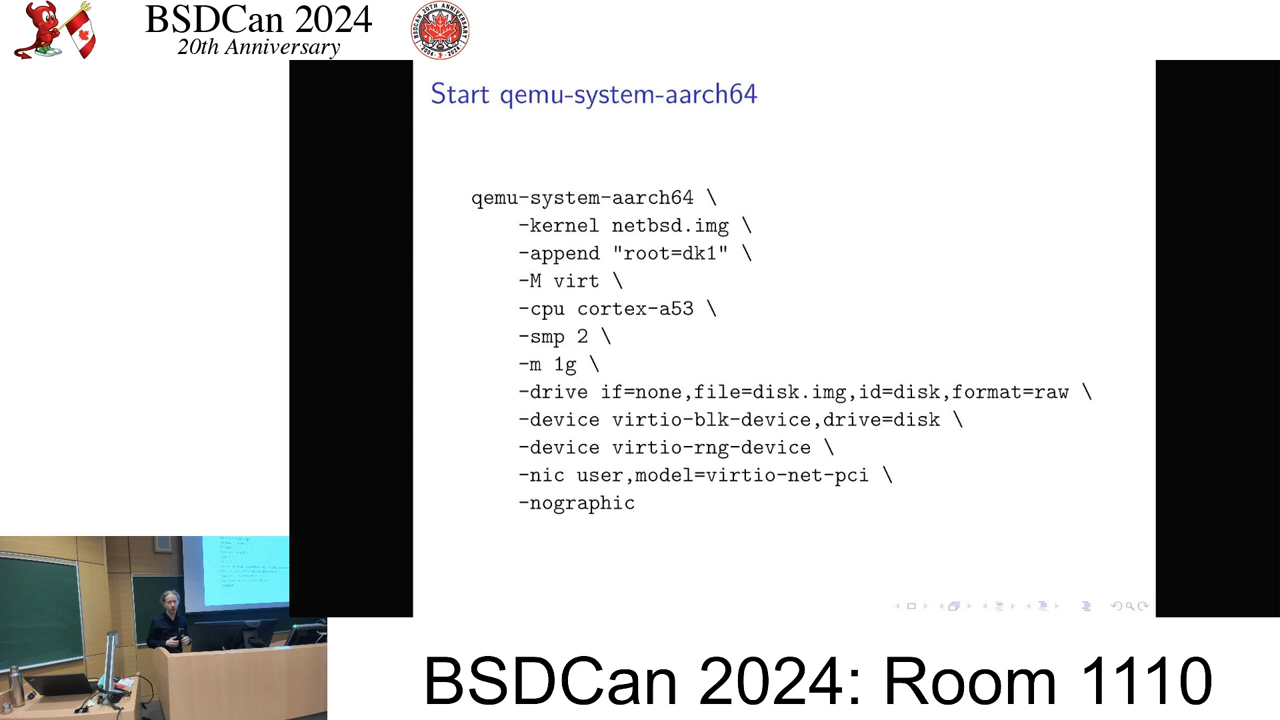 BSDCan 2024
20th Anniversary
Start qemu-system-aarch64
qemu-system-aarch64 \
-kernel netbsd.img \
-append "root=dk1" \
-M virt \
-cpu cortex-a53 \
-smp 2 \
-m 1g \
-drive if=none,file=disk.img,id=disk,format=raw \
-device virtio-blk-device,drive=disk \
-device virtio-rng-device \
-nic user,model=virtio-net-pci \
-nographic
BSDCan 2024: Room 1110